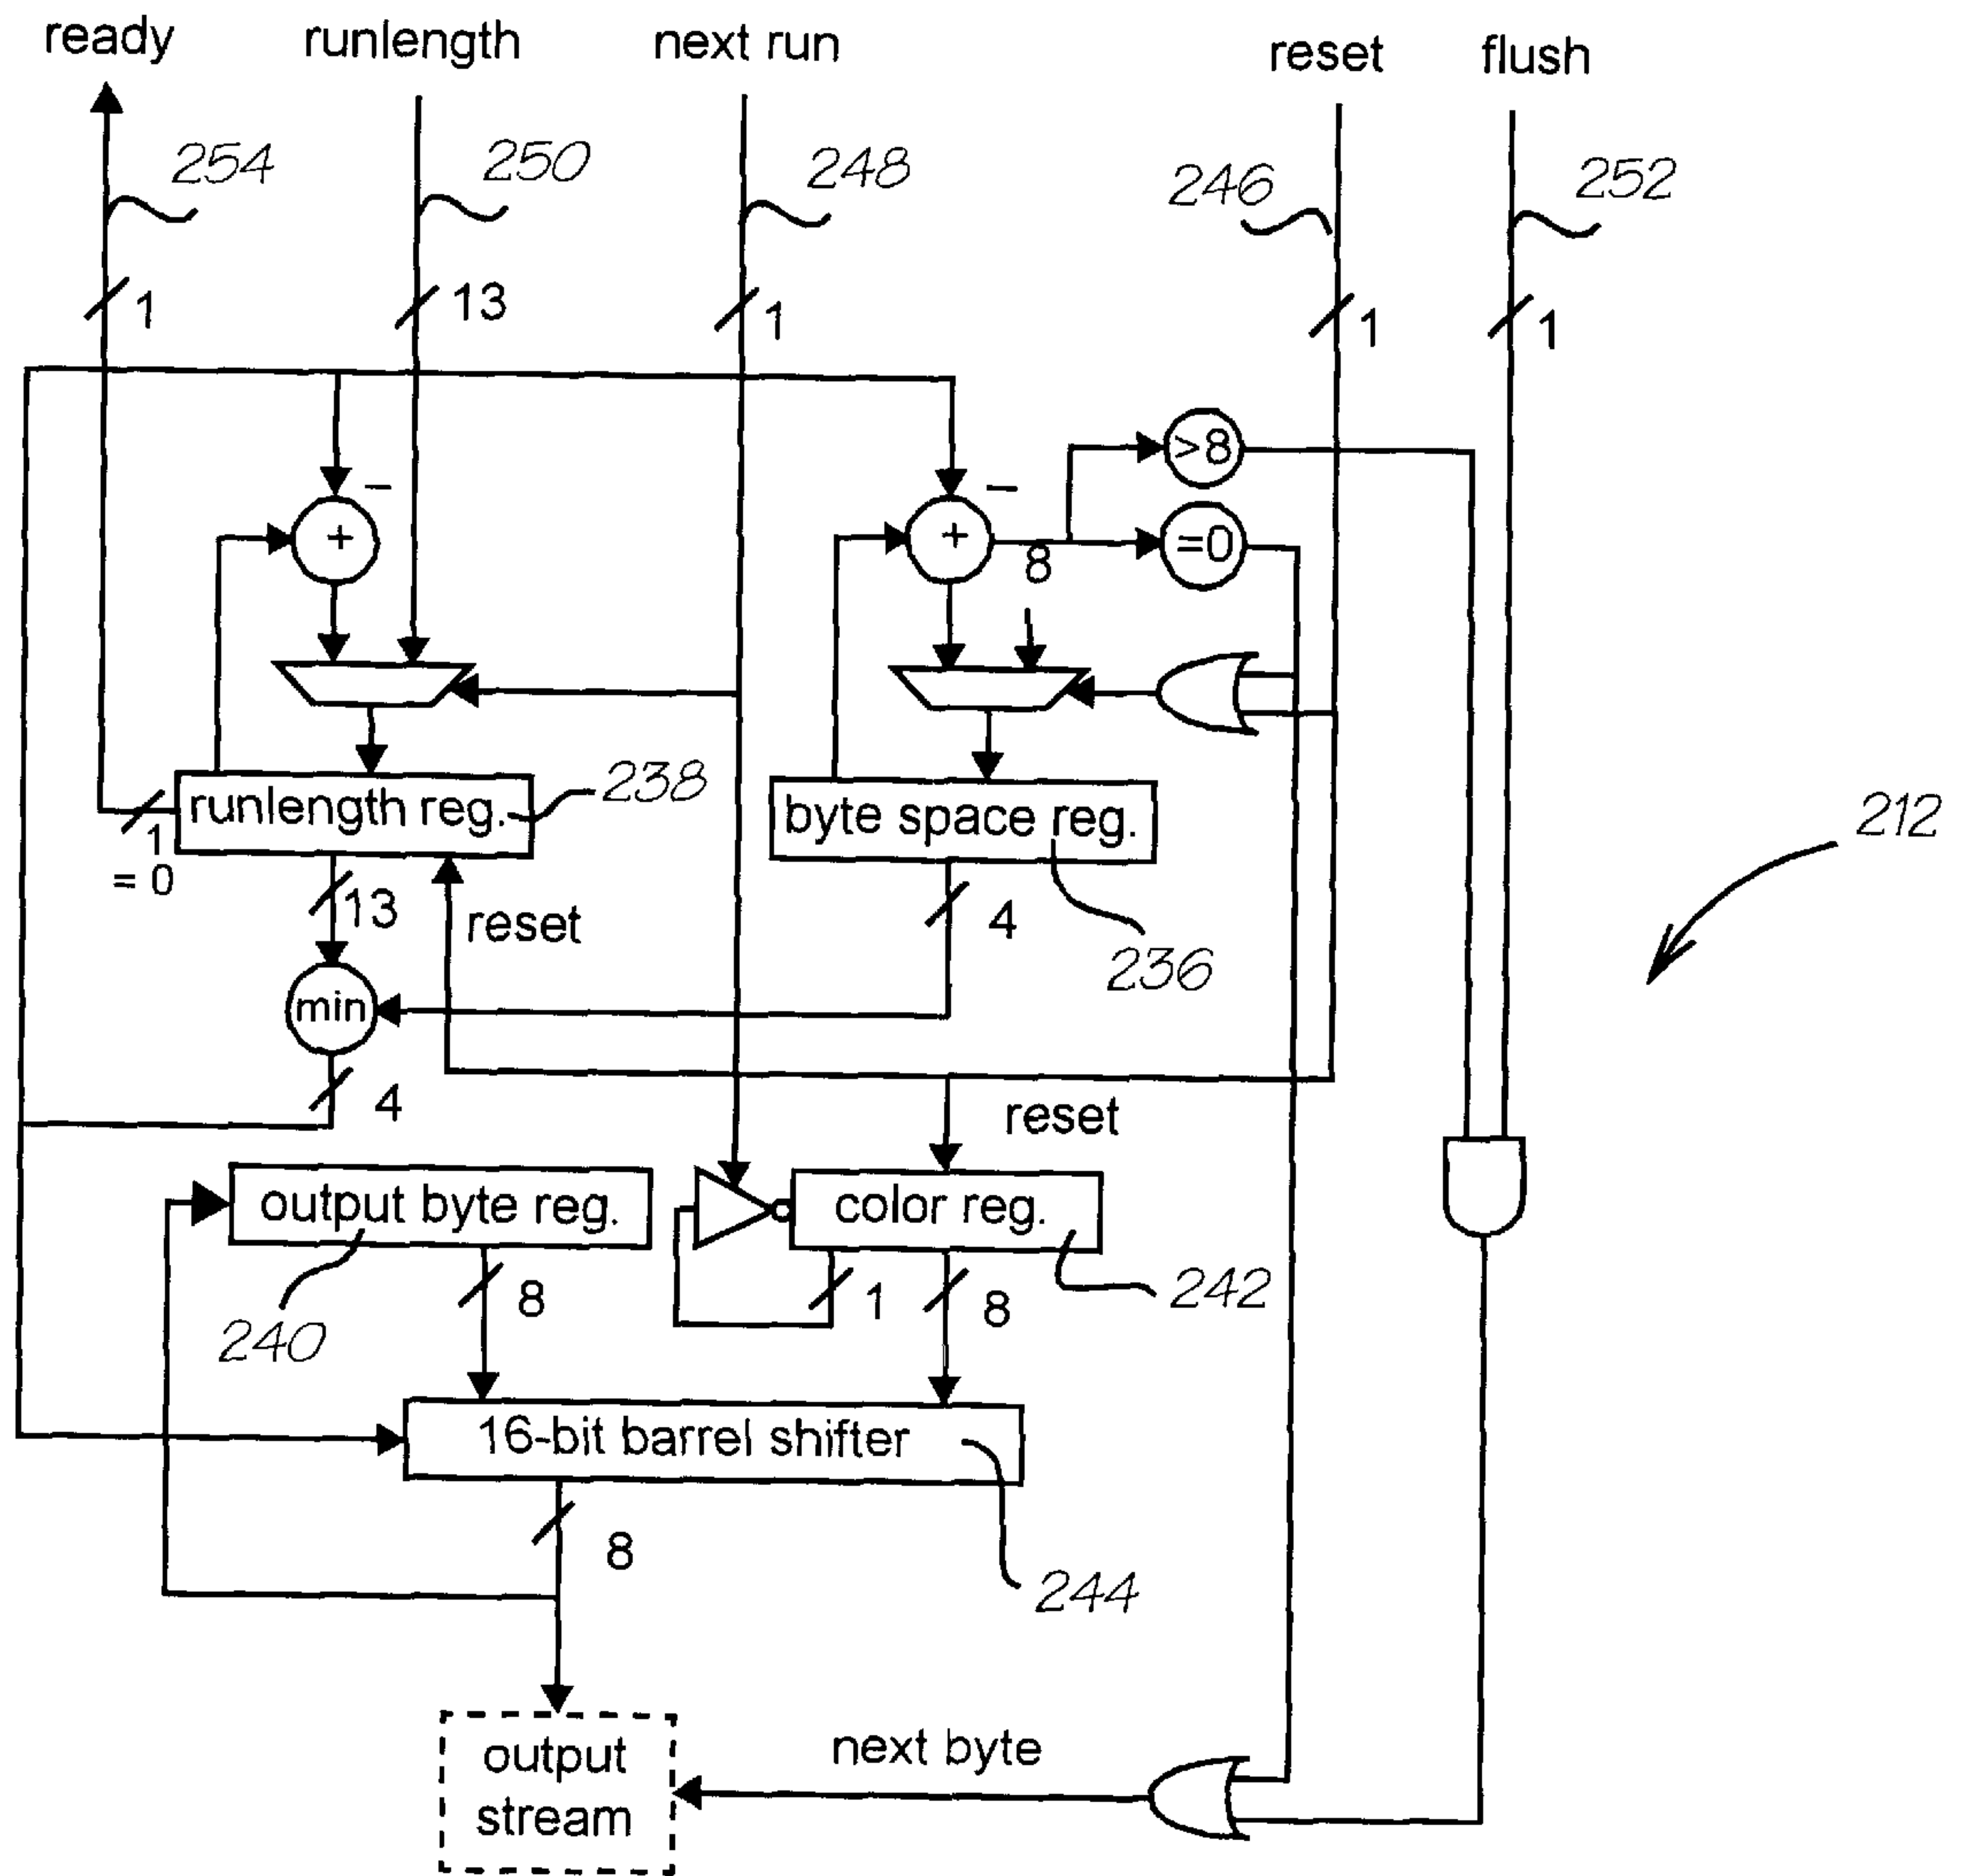 ready runlength next run reset flush
254 250 248 246 252
1 13 1 1 1
>8
− −
+ + =0
8
runlength reg. 238 byte space reg. 212
1
= 0
13 reset 4 236
min
4 reset
output byte reg. color reg.
8 1 8 242
240
16-bit barrel shifter
8
244
output next byte
stream